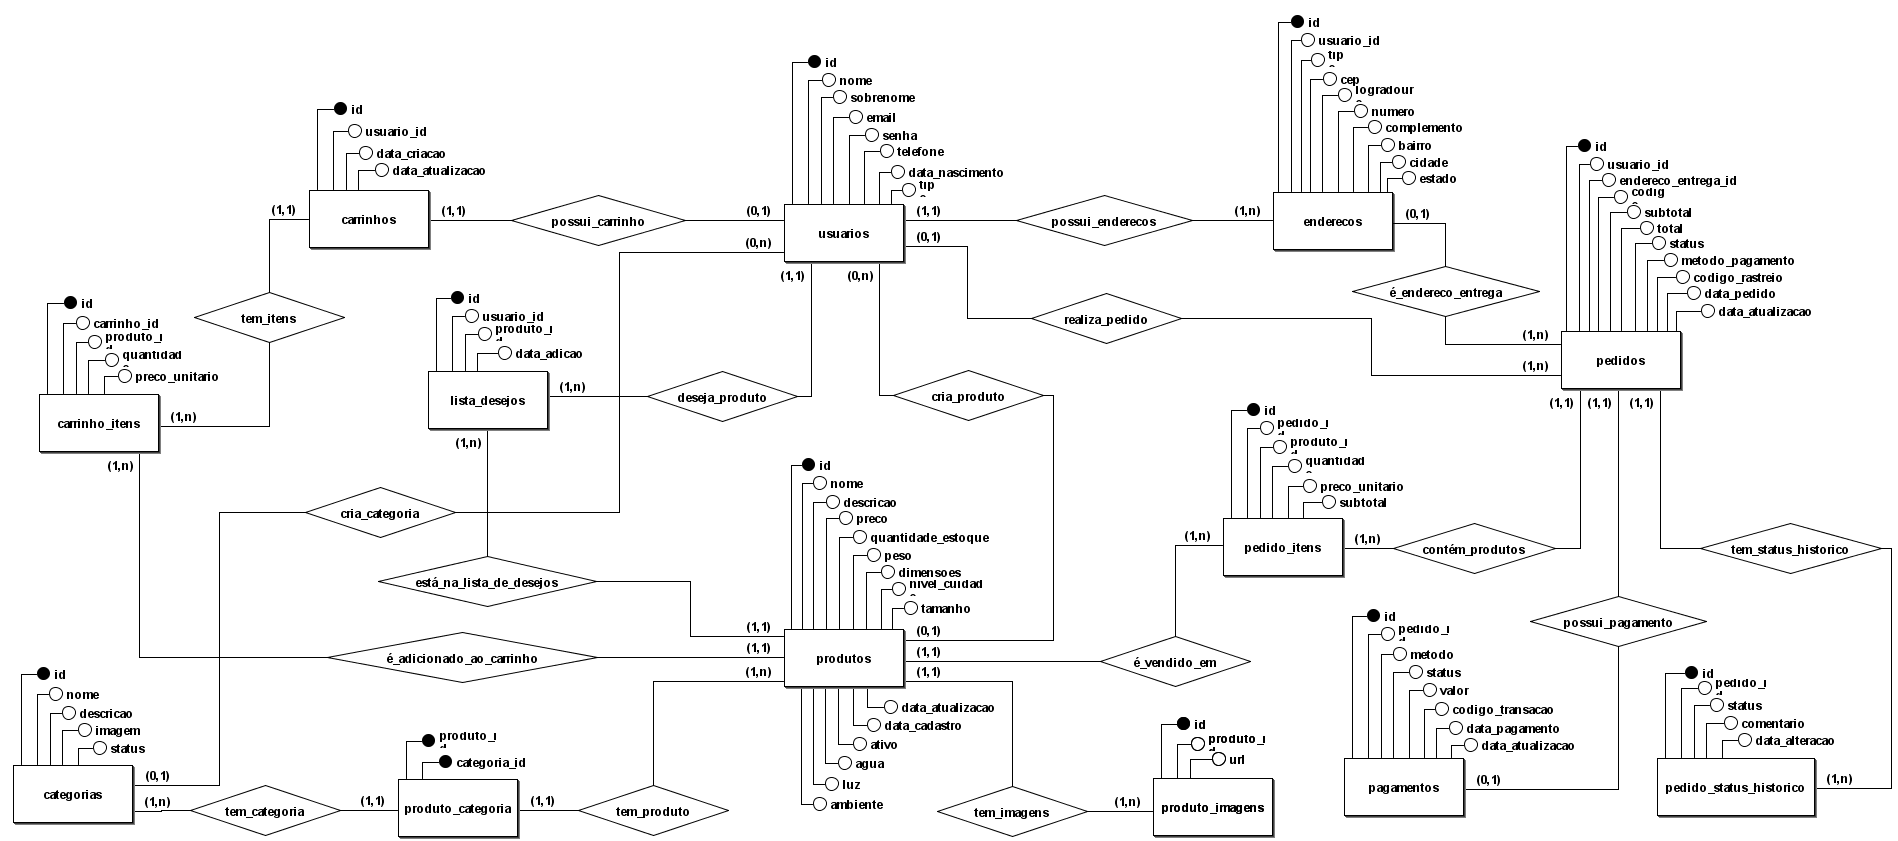 id
usuario_id
data_criacao
data_atualizacao
carrinhos
(1,1)
(1,1)
possui_carrinho
(0,1)
id
nome
sobrenome
email
senha
telefone
data_nascimento
usuarios
(0,n)
(1,1)
(0,n)
(1,1)
(0,1)
possui_enderecos
(1,n)
id
usuario_id
cep
numero
complemento
bairro
cidade
estado
enderecos
(0,1)
é_endereco_entrega
(1,n)
realiza_pedido
(1,n)
id
usuario_id
endereco_entrega_id
subtotal
total
status
metodo_pagamento
codigo_rastreio
data_pedido
data_atualizacao
pedidos
(1,1)
(1,1)
(1,1)
tem_itens
id
carrinho_id
preco_unitario
carrinho_itens
(1,n)
(1,n)
id
usuario_id
data_adicao
lista_desejos
(1,n)
(1,n)
deseja_produto
cria_produto
cria_categoria
está_na_lista_de_desejos
é_adicionado_ao_carrinho
id
nome
descricao
preco
quantidade_estoque
peso
dimensoes
tamanho
produtos
(1,1)
(1,1)
(1,n)
(0,1)
(1,1)
(1,1)
data_atualizacao
data_cadastro
ativo
agua
luz
ambiente
id
preco_unitario
subtotal
pedido_itens
(1,n)
(1,n)
contém_produtos
tem_status_historico
é_vendido_em
possui_pagamento
id
nome
descricao
imagem
status
categorias
(0,1)
(1,n)
tem_categoria
(1,1)
categoria_id
produto_categoria
(1,1)
tem_produto
tem_imagens
(1,n)
id
url
produto_imagens
id
metodo
status
valor
codigo_transacao
data_pagamento
data_atualizacao
pagamentos
(0,1)
id
status
comentario
data_alteracao
pedido_status_historico
(1,n)